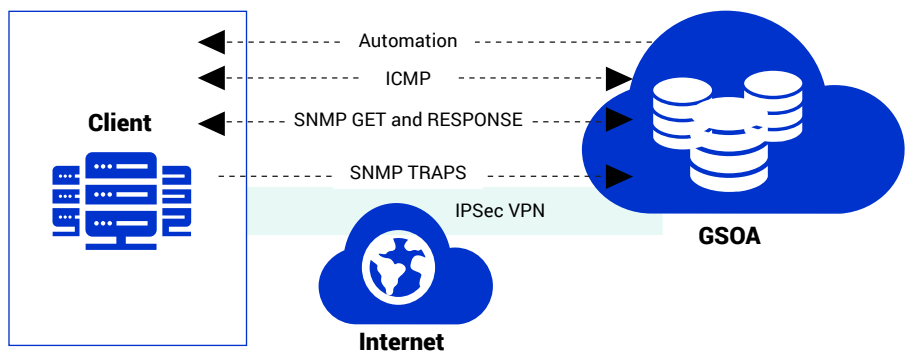 Automation
ICMP
Client
SNMP GET and RESPONSE
SNMP TRAPS
IPSec VPN
GSOA
Internet